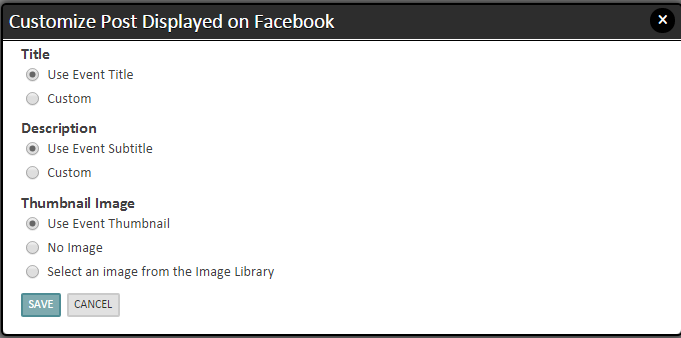 Customize Post Displayed on Facebook
Title
Use Event Title
Custom
Description
Use Event Subtitle
Custom
Thumbnail Image
Use Event Thumbnail
No Image
Select an image from the Image Library
SAVE CANCEL